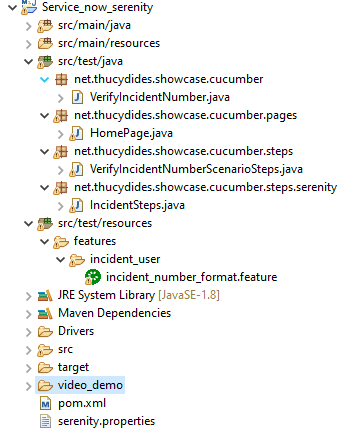 Service_now_serenity
src/main/java
src/main/resources
src/test/java
net.thucydides.showcase.cucumber
VerifyIncidentNumber.java
net.thucydides.showcase.cucumber.pages
HomePage.java
net.thucydides.showcase.cucumber.steps
VerifyIncidentNumberScenarioSteps.java
net.thucydides.showcase.cucumber.steps.serenity
IncidentSteps.java
src/test/resources
features
incident_user
incident_number_format.feature
JRE System Library [JavaSE-1.8]
Maven Dependencies
Drivers
src
target
video_demo
pom.xml
serenity.properties